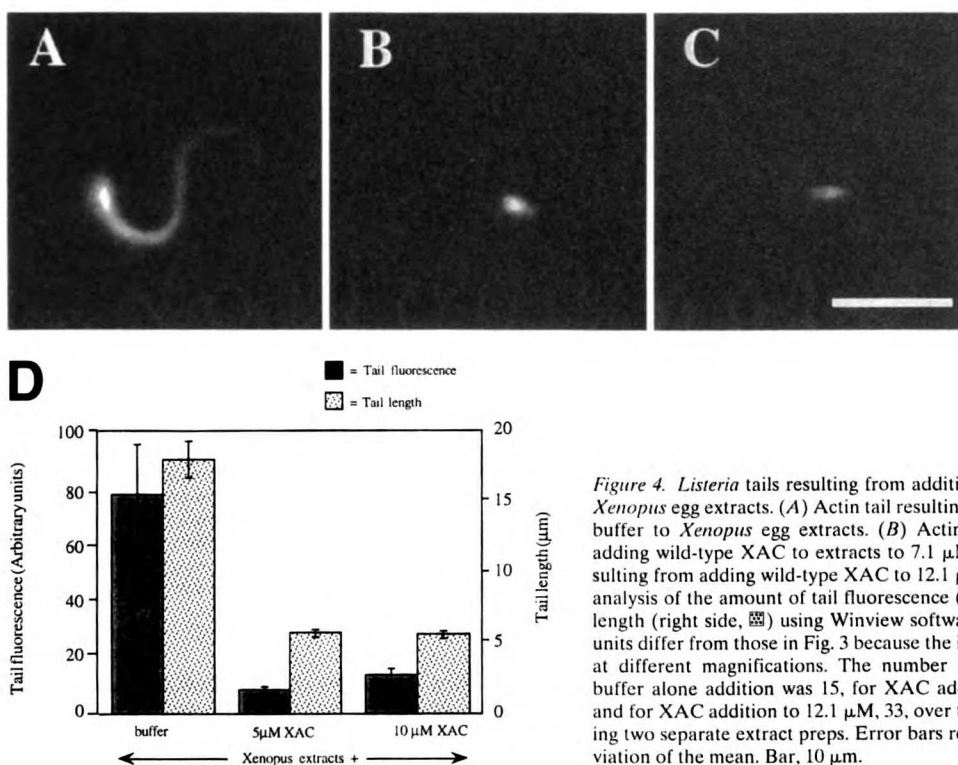 A
B
C
D
= Tail fluorescence
= Tail length
Tail fluorescence (Arbitrary units)
100
80
60
40
20
0
20
15
10
5
0
Tail length (µm)
buffer
5µM XAC
10 µM XAC
Xenopus extracts +
Figure 4. Listeria tails resulting from additi
Xenopus egg extracts. (A) Actin tail resulting
buffer to Xenopus egg extracts. (B) Actin
adding wild-type XAC to extracts to 7.1 µM
sulting from adding wild-type XAC to 12.1 µ
analysis of the amount of tail fluorescence (
length (right side, ▩) using Winview softwa
units differ from those in Fig. 3 because the i
at different magnifications. The number
buffer alone addition was 15, for XAC add
and for XAC addition to 12.1 µM, 33, over t
ing two separate extract preps. Error bars re
viation of the mean. Bar, 10 µm.